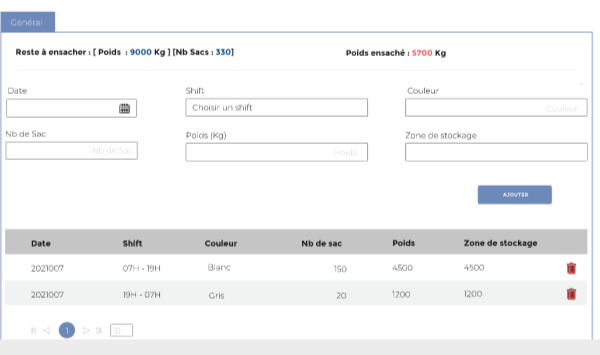 Général
Reste à ensacher : [ Poids : 9000 Kg ] [Nb Sacs : 330]
Poids ensaché : 5700 Kg
Date
Shift
Couleur
Choisir un shift
Couleur
Nb de Sac
Poids (Kg)
Zone de stockage
Nb de Sac
Poids
AJOUTER
Date Shift Couleur Nb de sac Poids Zone de stockage
2021007 07H - 19H Blanc 150 4500 4500
2021007 19H - 07H Gris 20 1200 1200
1
10